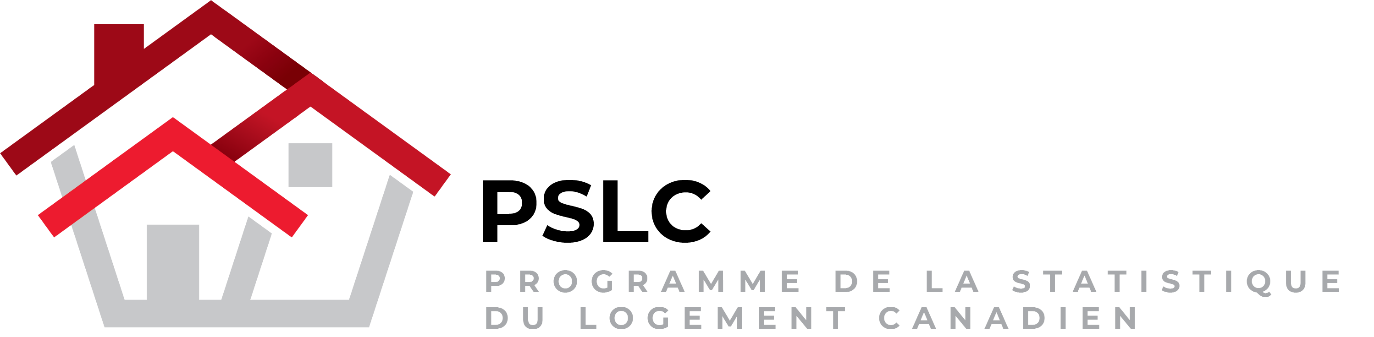 PSLC
PROGRAMME DE LA STATISTIQUE
DU LOGEMENT CANADIEN